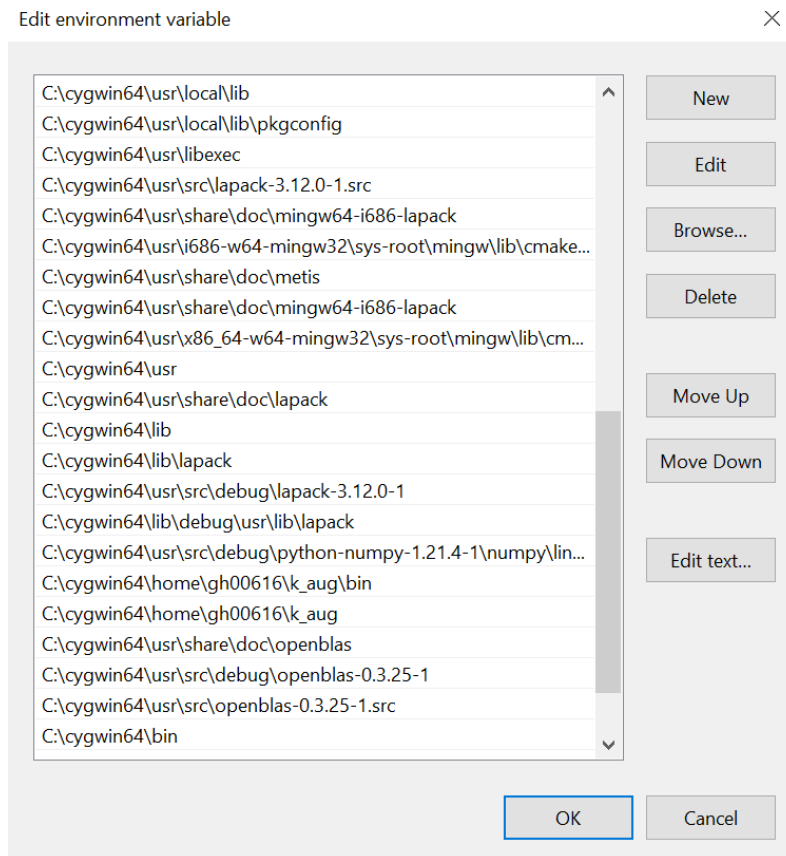 Edit environment variable
C:\cygwin64\usr\local\lib
C:\cygwin64\usr\local\lib\pkgconfig
C:\cygwin64\usr\libexec
C:\cygwin64\usr\src\lapack-3.12.0-1.src
C:\cygwin64\usr\share\doc\mingw64-i686-lapack
C:\cygwin64\usr\i686-w64-mingw32\sys-root\mingw\lib\cmake...
C:\cygwin64\usr\share\doc\metis
C:\cygwin64\usr\share\doc\mingw64-i686-lapack
C:\cygwin64\usr\x86_64-w64-mingw32\sys-root\mingw\lib\cm...
C:\cygwin64\usr
C:\cygwin64\usr\share\doc\lapack
C:\cygwin64\lib
C:\cygwin64\lib\lapack
C:\cygwin64\usr\src\debug\lapack-3.12.0-1
C:\cygwin64\lib\debug\usr\lib\lapack
C:\cygwin64\usr\src\debug\python-numpy-1.21.4-1\numpy\lin...
C:\cygwin64\home\gh00616\k_aug\bin
C:\cygwin64\home\gh00616\k_aug
C:\cygwin64\usr\share\doc\openblas
C:\cygwin64\usr\src\debug\openblas-0.3.25-1
C:\cygwin64\usr\src\openblas-0.3.25-1.src
C:\cygwin64\bin
New
Edit
Browse...
Delete
Move Up
Move Down
Edit text...
OK
Cancel